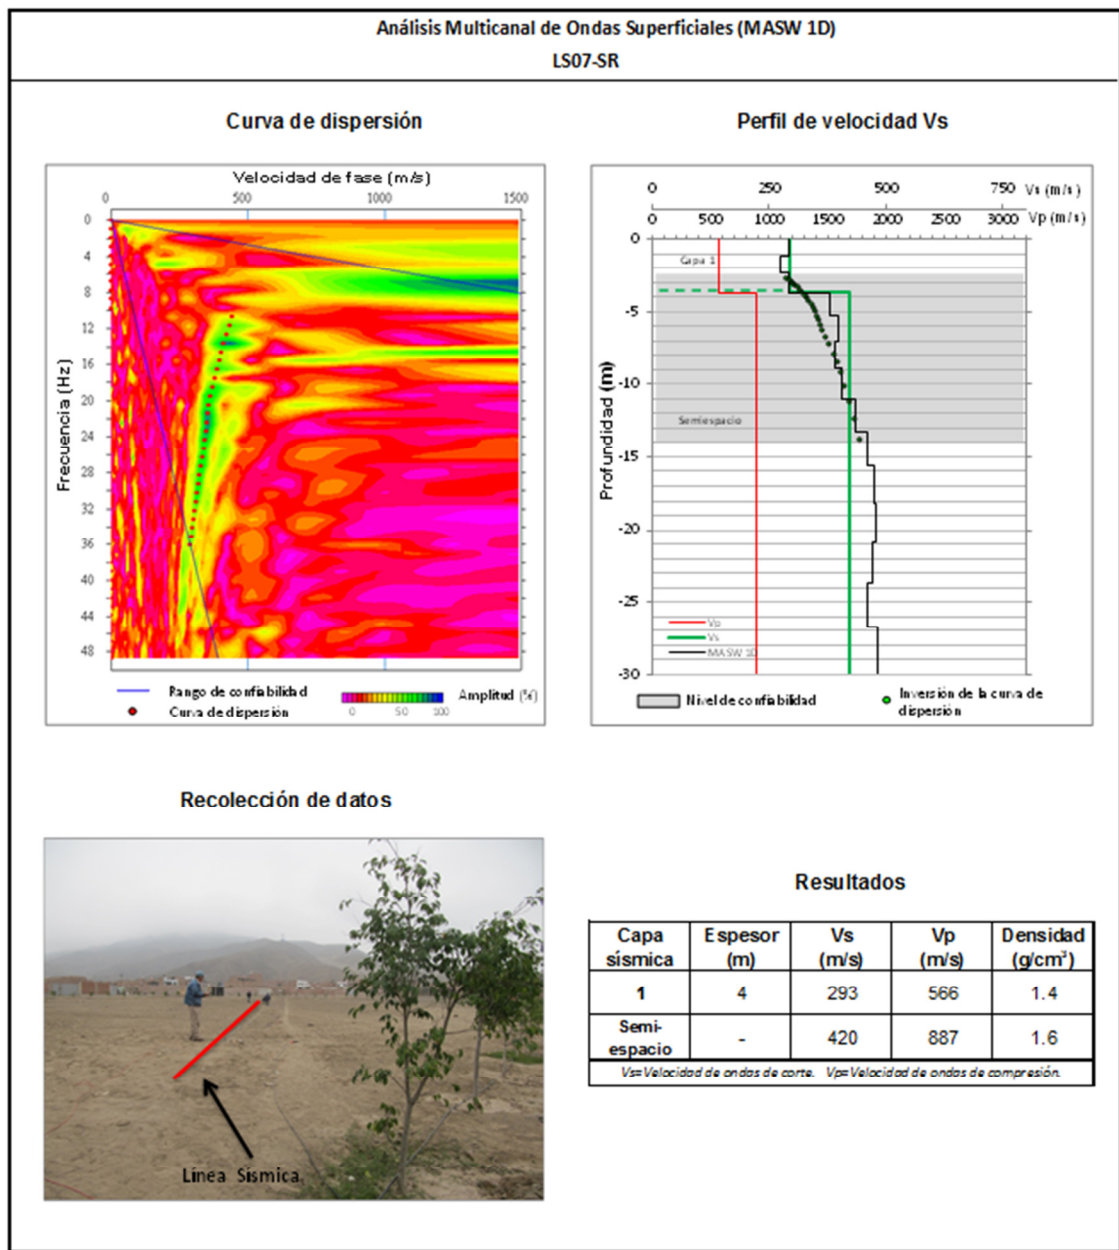 Análisis Multicanal de Ondas Superficiales (MASW 1D)
LS07-SR
Curva de dispersión
Velocidad de fase (m/s)
0 500 1000 1500
Frecuencia (Hz)
0
4
8
12
16
20
24
28
32
36
40
44
48
Rango de confiabilidad
Curva de dispersión
Amplitud (%)
0 50 100
Perfil de velocidad Vs
0 250 500 750 Vs (m/s)
0 500 1000 1500 2000 2500 3000 Vp (m/s)
Profundidad (m)
0
-5
-10
-15
-20
-25
-30
Capa 1
Semiespacio
Vp
Vs
MASW 1D
Nivel de confiabilidad
Inversión de la curva de
dispersión
Recolección de datos
Línea Sísmica
Resultados
Capa sísmica Espesor (m) Vs (m/s) Vp (m/s) Densidad (g/cm³)
1 4 293 566 1.4
Semi-espacio - 420 887 1.6
Vs=Velocidad de ondas de corte. Vp=Velocidad de ondas de compresión.